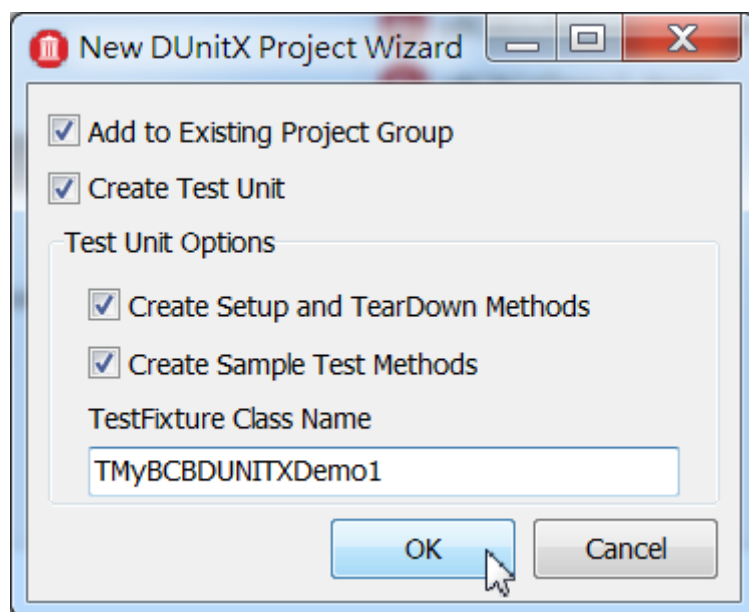 New DUnitX Project Wizard
Add to Existing Project Group
Create Test Unit
Test Unit Options
Create Setup and TearDown Methods
Create Sample Test Methods
TestFixture Class Name
TMyBCBDUNITXDemo1
OK
Cancel